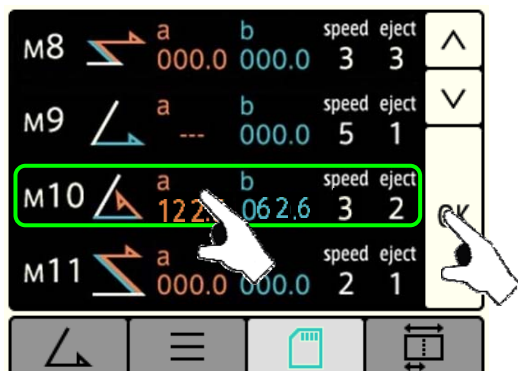 M8 a b speed eject
000.0 000.0 3 3
M9 a b speed eject
--- 000.0 5 1
M10 a b speed eject
062.6 3 2
OK
M11 a b speed eject
000.0 000.0 2 1